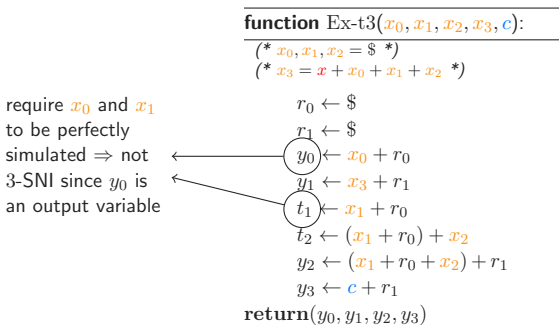 function Ex-t3(x₀, x₁, x₂, x₃, c):
(* x₀, x₁, x₂ = $ *)
(* x₃ = x + x₀ + x₁ + x₂ *)
r₀ ← $
r₁ ← $
y₀ ← x₀ + r₀
y₁ ← x₃ + r₁
t₁ ← x₁ + r₀
t₂ ← (x₁ + r₀) + x₂
y₂ ← (x₁ + r₀ + x₂) + r₁
y₃ ← c + r₁
return(y₀, y₁, y₂, y₃)
require x₀ and x₁
to be perfectly
simulated ⇒ not
3-SNI since y₀ is
an output variable